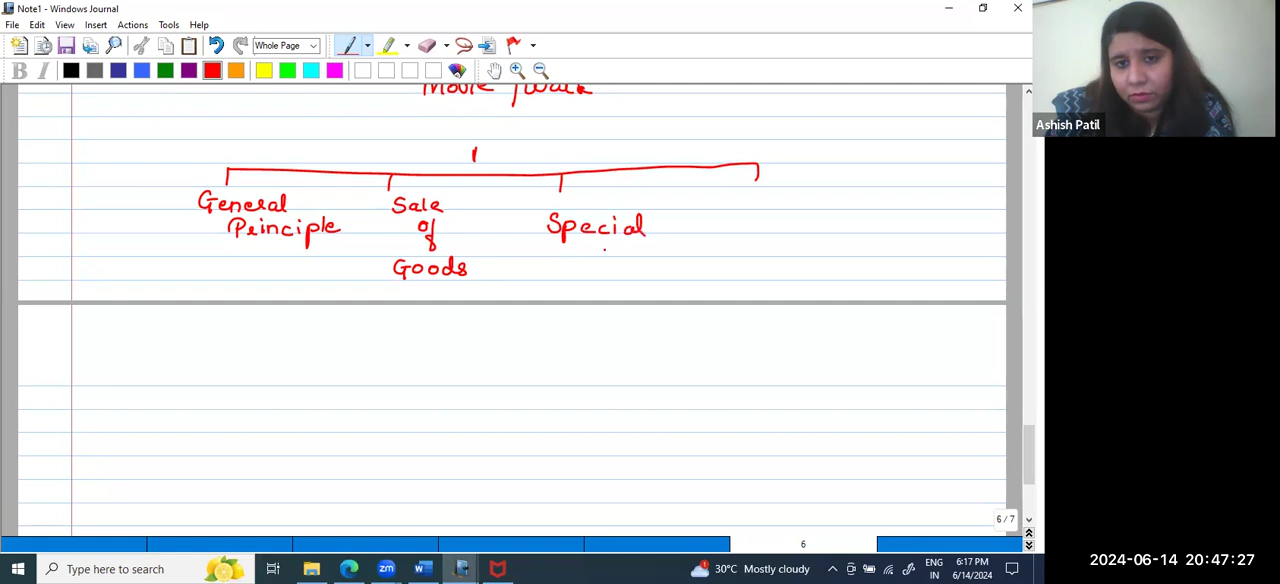 Note1 - Windows Journal
File Edit View Insert Actions Tools Help
Whole Page
B I
Ashish Patil
Movie
General Sale
Principle of Special
Goods
6 / 7
6
Type here to search
30°C Mostly cloudy
ENG 6:17 PM
IN 6/14/2024
2024-06-14 20:47:27